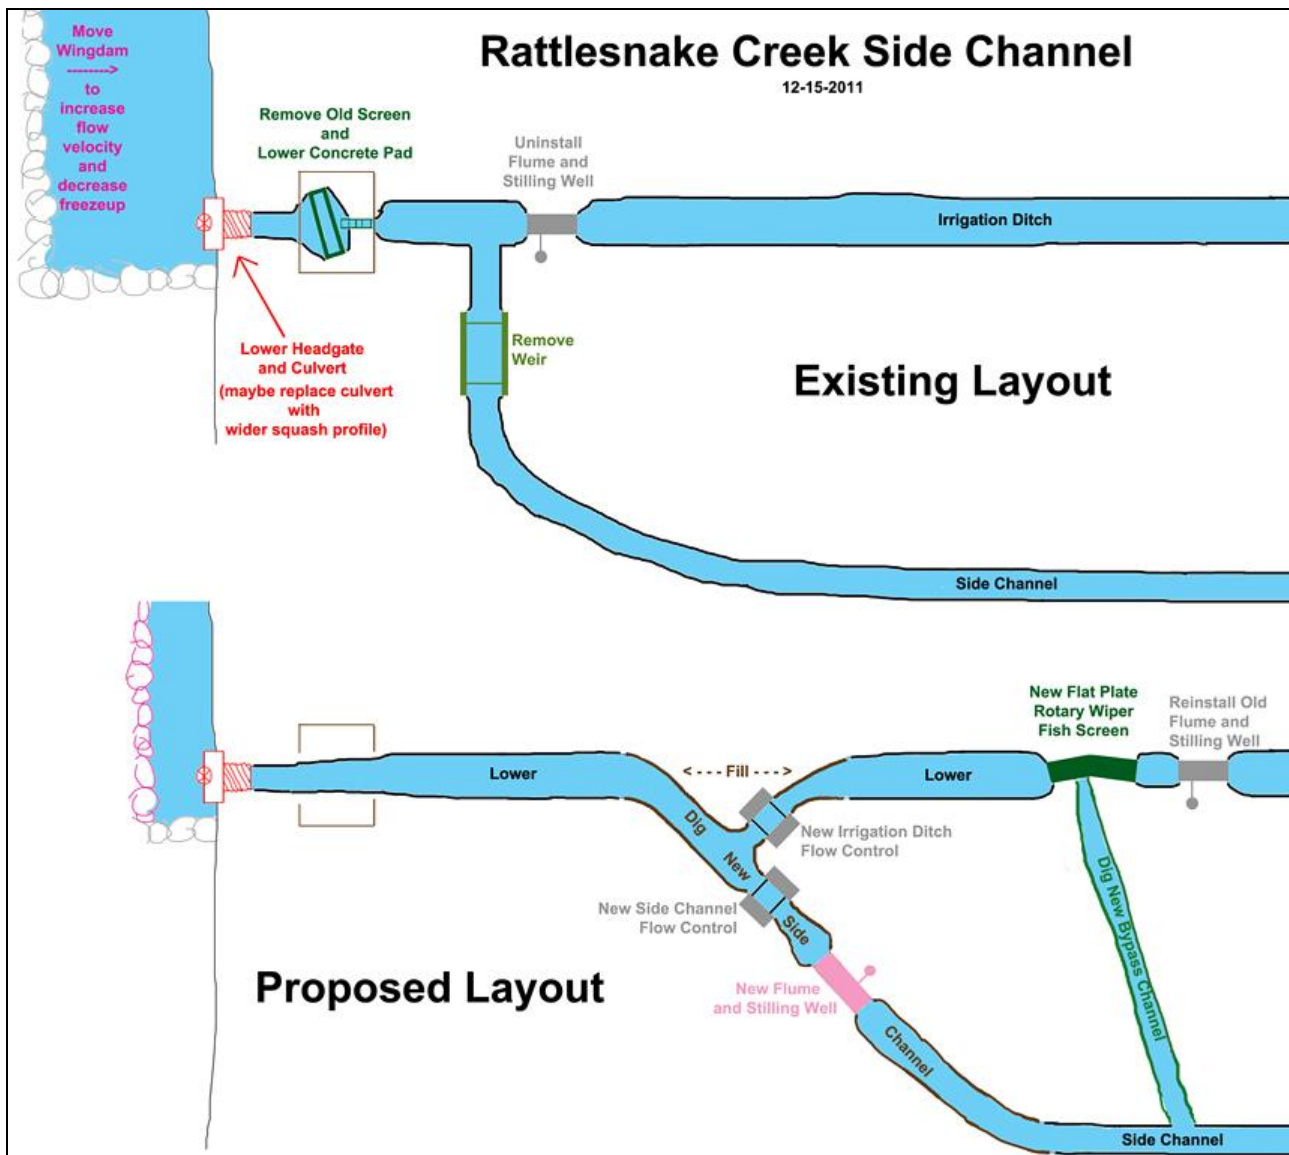 Rattlesnake Creek Side Channel
12-15-2011
Move
Wingdam
-------->
to
increase
flow
velocity
and
decrease
freezeup
Remove Old Screen
and
Lower Concrete Pad
Uninstall
Flume and
Stilling Well
Irrigation Ditch
Lower Headgate
and Culvert
(maybe replace culvert
with
wider squash profile)
Remove
Weir
Existing Layout
Side Channel
New Flat Plate
Rotary Wiper
Fish Screen
Reinstall Old
Flume and
Stilling Well
Lower
<- - - Fill - - ->
Lower
Dig New Side Channel
New Irrigation Ditch
Flow Control
New Side Channel
Flow Control
Dig New Bypass Channel
Proposed Layout
New Flume
and Stilling Well
Side Channel